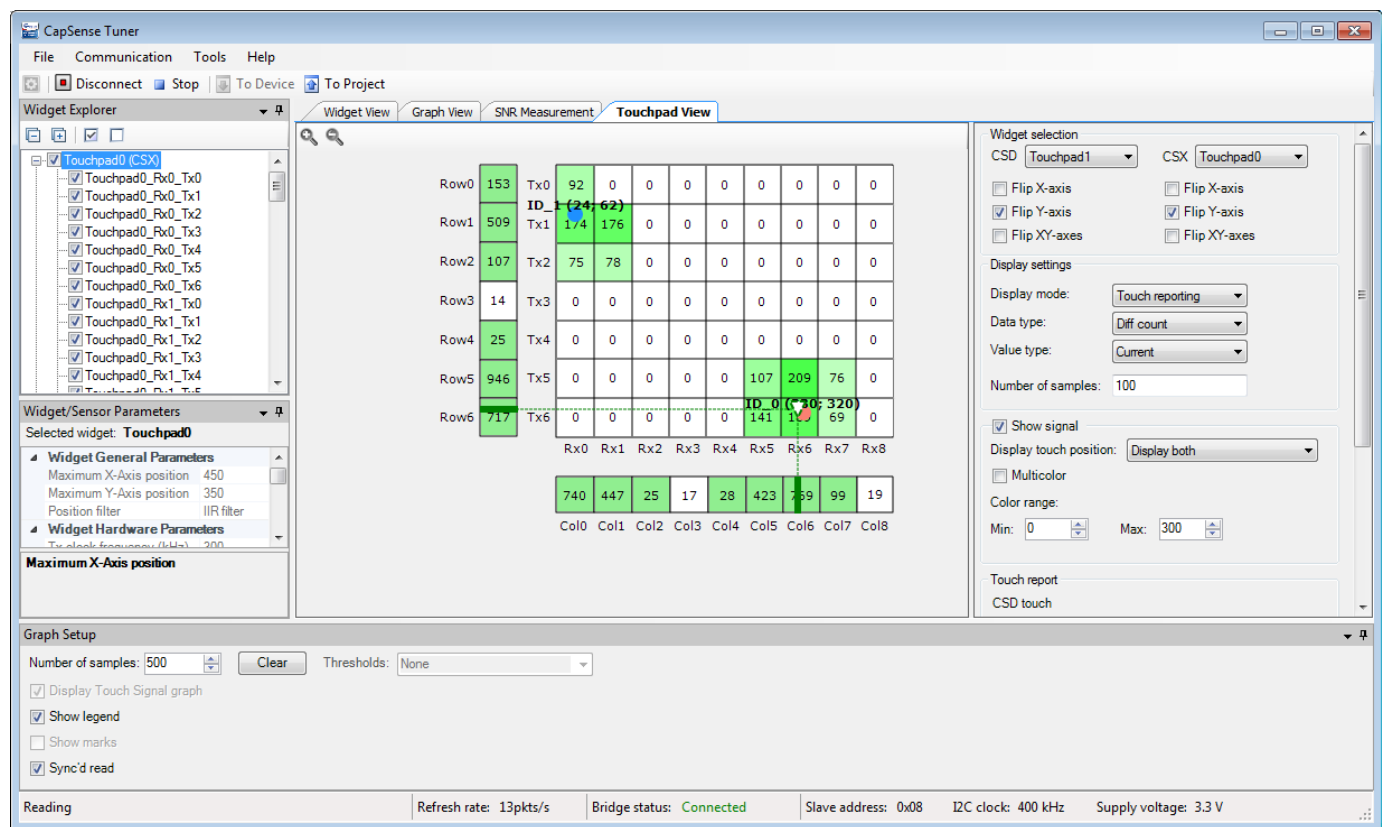 CapSense Tuner
File Communication Tools Help
Disconnect Stop To Device To Project
Widget Explorer
Touchpad0 (CSX)
Touchpad0_Rx0_Tx0
Touchpad0_Rx0_Tx1
Touchpad0_Rx0_Tx2
Touchpad0_Rx0_Tx3
Touchpad0_Rx0_Tx4
Touchpad0_Rx0_Tx5
Touchpad0_Rx0_Tx6
Touchpad0_Rx1_Tx0
Touchpad0_Rx1_Tx1
Touchpad0_Rx1_Tx2
Touchpad0_Rx1_Tx3
Touchpad0_Rx1_Tx4
Touchpad0_Rx1_Tx5
Widget/Sensor Parameters
Selected widget: Touchpad0
Widget General Parameters
Maximum X-Axis position 450
Maximum Y-Axis position 350
Position filter IIR filter
Widget Hardware Parameters
Tx clock frequency (kHz) 300
Maximum X-Axis position
Widget View Graph View SNR Measurement Touchpad View
Row0 153 Tx0 92 0 0 0 0 0 0 0 0
ID_1 (24; 62)
Row1 509 Tx1 174 176 0 0 0 0 0 0 0
Row2 107 Tx2 75 78 0 0 0 0 0 0 0
Row3 14 Tx3 0 0 0 0 0 0 0 0 0
Row4 25 Tx4 0 0 0 0 0 0 0 0 0
Row5 946 Tx5 0 0 0 0 0 107 209 76 0
ID_0 ( 320)
Row6 717 Tx6 0 0 0 0 0 141 69 0
Rx0 Rx1 Rx2 Rx3 Rx4 Rx5 Rx6 Rx7 Rx8
740 447 25 17 28 423 99 19
Col0 Col1 Col2 Col3 Col4 Col5 Col6 Col7 Col8
Widget selection
CSD Touchpad1 CSX Touchpad0
Flip X-axis Flip X-axis
Flip Y-axis Flip Y-axis
Flip XY-axes Flip XY-axes
Display settings
Display mode: Touch reporting
Data type: Diff count
Value type: Current
Number of samples: 100
Show signal
Display touch position: Display both
Multicolor
Color range:
Min: 0 Max: 300
Touch report
CSD touch
Graph Setup
Number of samples: 500 Clear Thresholds: None
Display Touch Signal graph
Show legend
Show marks
Sync'd read
Reading Refresh rate: 13pkts/s Bridge status: Connected Slave address: 0x08 I2C clock: 400 kHz Supply voltage: 3.3 V